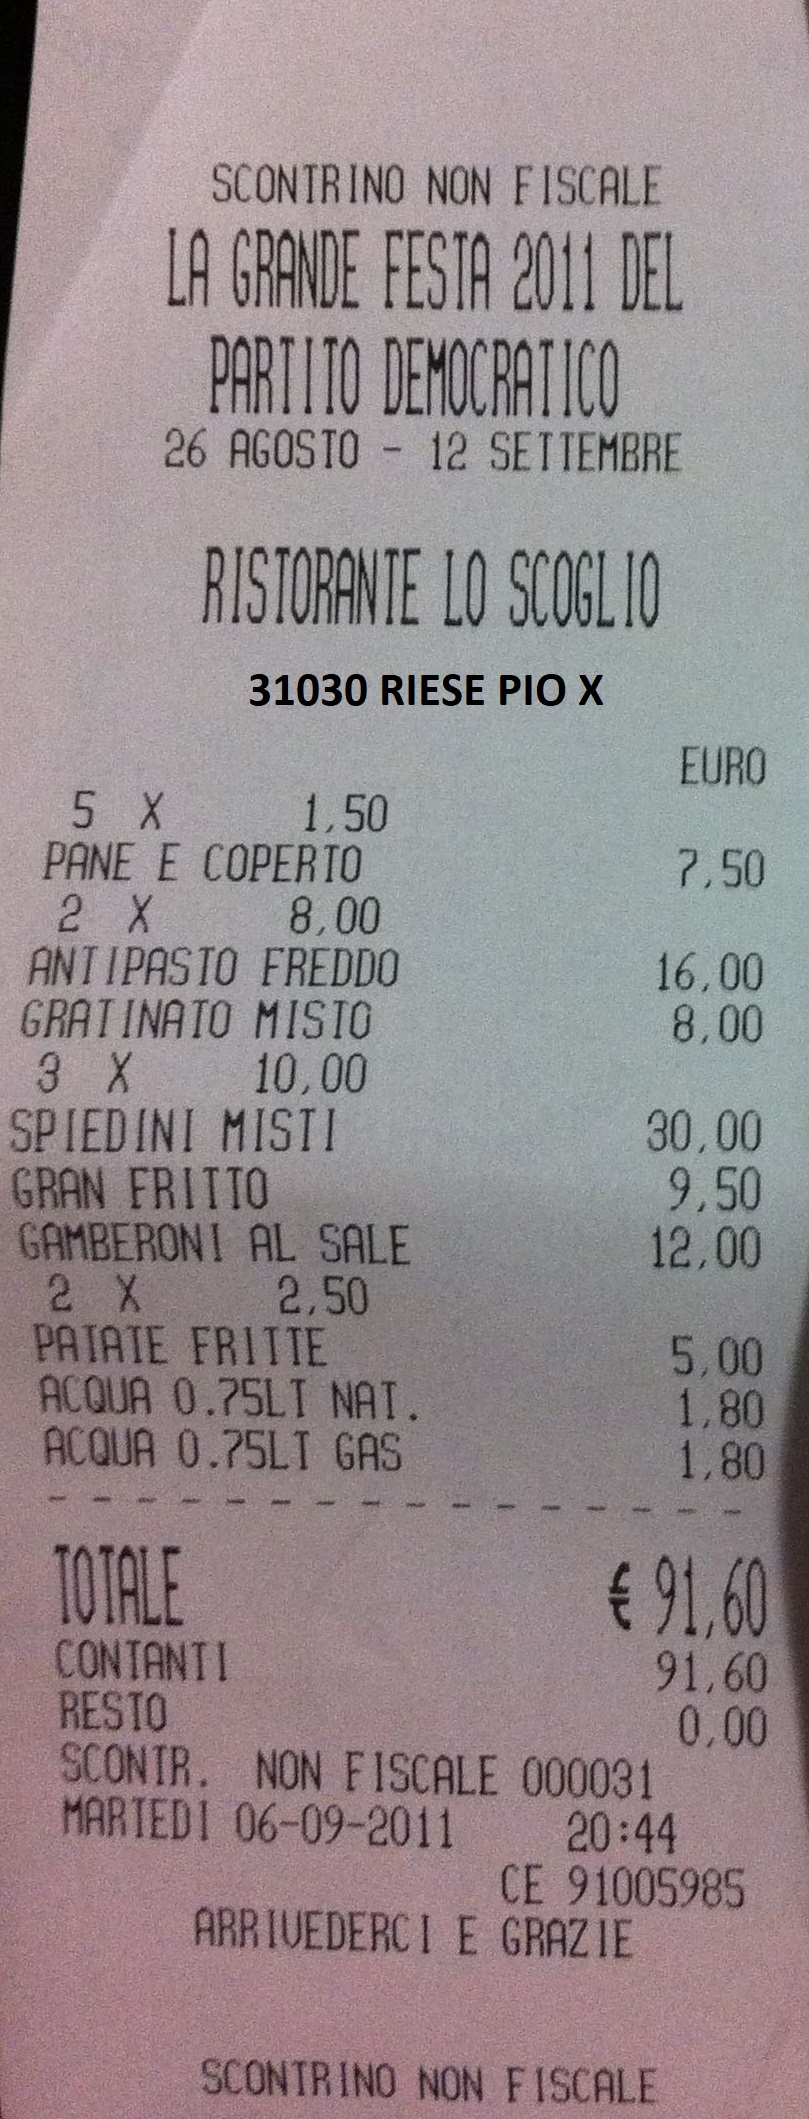 SCONTRINO NON FISCALE
LA GRANDE FESTA 2011 DEL
PARTITO DEMOCRATICO
26 AGOSTO - 12 SETTEMBRE
RISTORANTE LO SCOGLIO
31030 RIESE PIO X
EURO
5 X 1,50
PANE E COPERTO 7,50
2 X 8,00
ANTIPASTO FREDDO 16,00
GRATINATO MISTO 8,00
3 X 10,00
SPIEDINI MISTI 30,00
GRAN FRITTO 9,50
GAMBERONI AL SALE 12,00
2 X 2,50
PATATE FRITTE 5,00
ACQUA 0.75LT NAT. 1,80
ACQUA 0.75LT GAS 1,80
- - - - - - - - - - - - - - - - - -
TOTALE € 91,60
CONTANTI 91,60
RESTO 0,00
SCONTR. NON FISCALE 000031
MARTEDI 06-09-2011 20:44
CE 91005985
ARRIVEDERCI E GRAZIE
SCONTRINO NON FISCALE